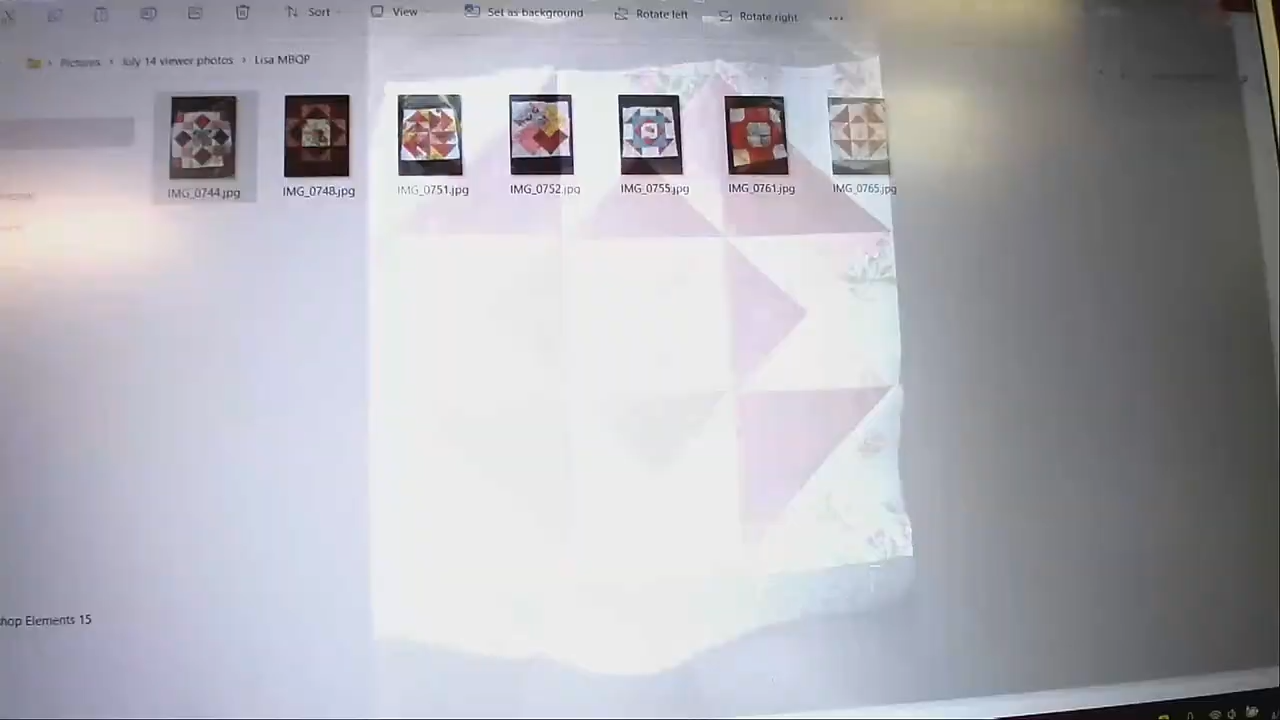 Sort View Set as background Rotate left Rotate right ...
Pictures > July 14 viewer photos > Lisa MBQP
IMG_0744.jpg IMG_0748.jpg IMG_0751.jpg IMG_0752.jpg IMG_0755.jpg IMG_0761.jpg IMG_0765.jpg
hop Elements 15